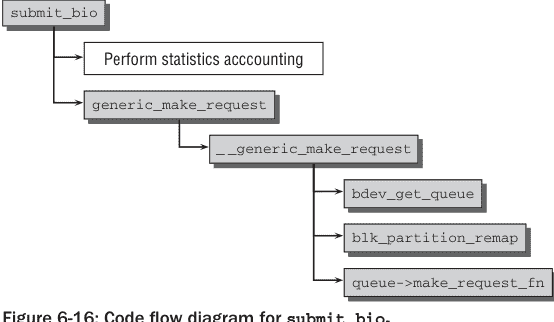 submit_bio
Perform statistics acccounting
generic_make_request
__generic_make_request
bdev_get_queue
blk_partition_remap
queue->make_request_fn
Figure 6-16: Code flow diagram for submit_bio.